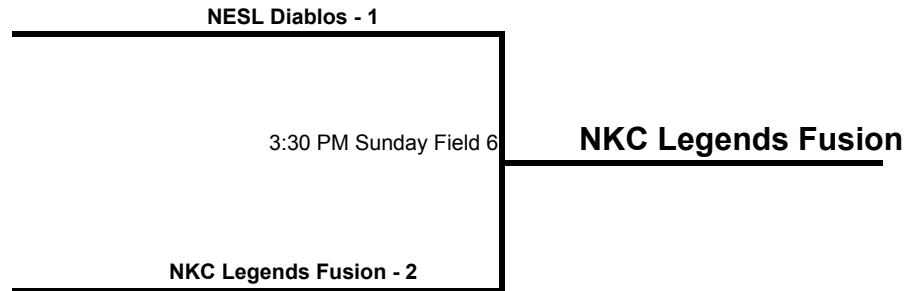 NESL Diablos - 1
3:30 PM Sunday Field 6
NKC Legends Fusion
NKC Legends Fusion - 2